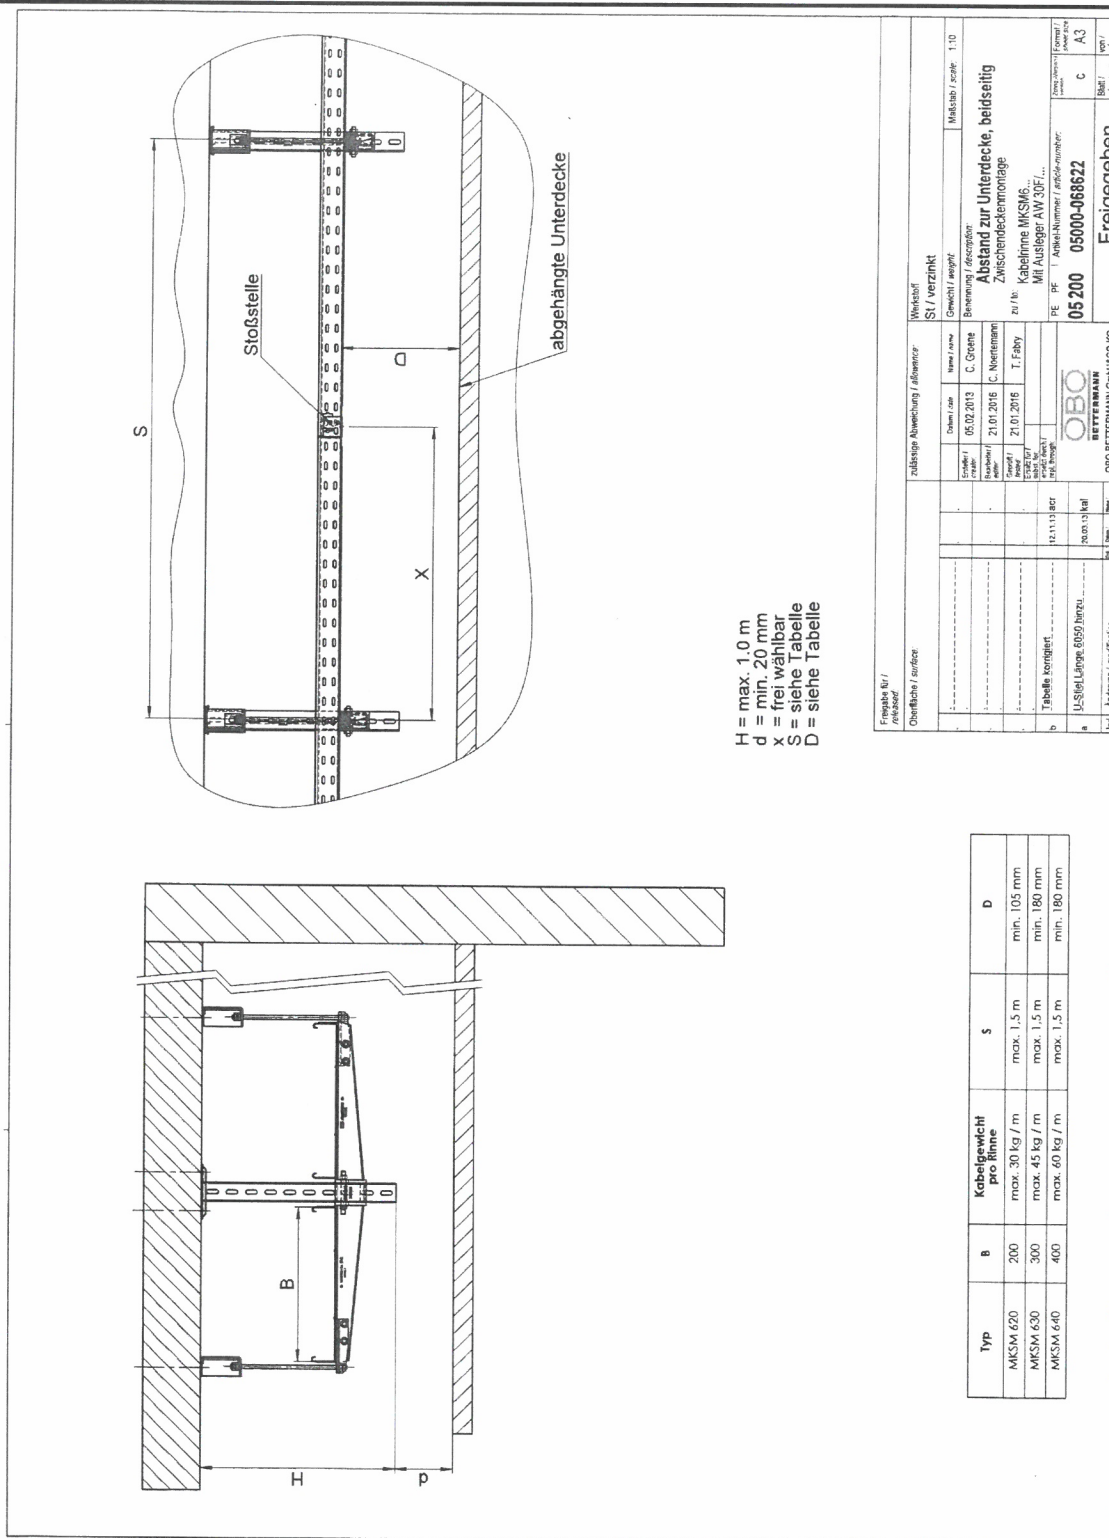 S
Stoßstelle
D
x
abgehängte Unterdecke
H
d
B
H = max. 1.0 m
d = min. 20 mm
x = frei wählbar
S = siehe Tabelle
D = siehe Tabelle
Typ B Kabelgewicht pro Rinne S D
MKSM 620 200 max. 30 kg / m max. 1,5 m min. 105 mm
MKSM 630 300 max. 45 kg / m max. 1,5 m min. 180 mm
MKSM 640 400 max. 60 kg / m max. 1,5 m min. 180 mm
Freigabe für /
released
Oberfläche / surface:
zulässige Abweichung / allowance:
Werkstoff
St / verzinkt
Datum / date Name / name
Gewicht / weight Maßstab / scale: 1:10
Ersteller / creator 05.02.2013 C. Groene
Bearbeiter / 21.01.2016 C. Noertemann
Geprüft / tested 21.01.2016 T. Fabry
Benennung / description:
Abstand zur Unterdecke, beidseitig
Zwischendeckenmontage
zu / to: Kabelrinne MKSM6...
Mit Ausleger AW 30F/...
b Tabelle korrigiert 12.11.13 acr
a U-Stiel Länge 6050 hinzu 20.03.13 kal
OBO
BETTERMANN
PE PF Artikel-Nummer / article-number:
05 200 05000-068622
C
Format /
A3
Freigegeben
Blatt / von /